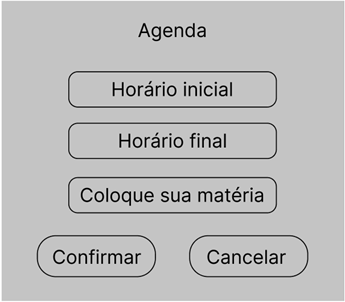 Agenda
Horário inicial
Horário final
Coloque sua matéria
Confirmar
Cancelar